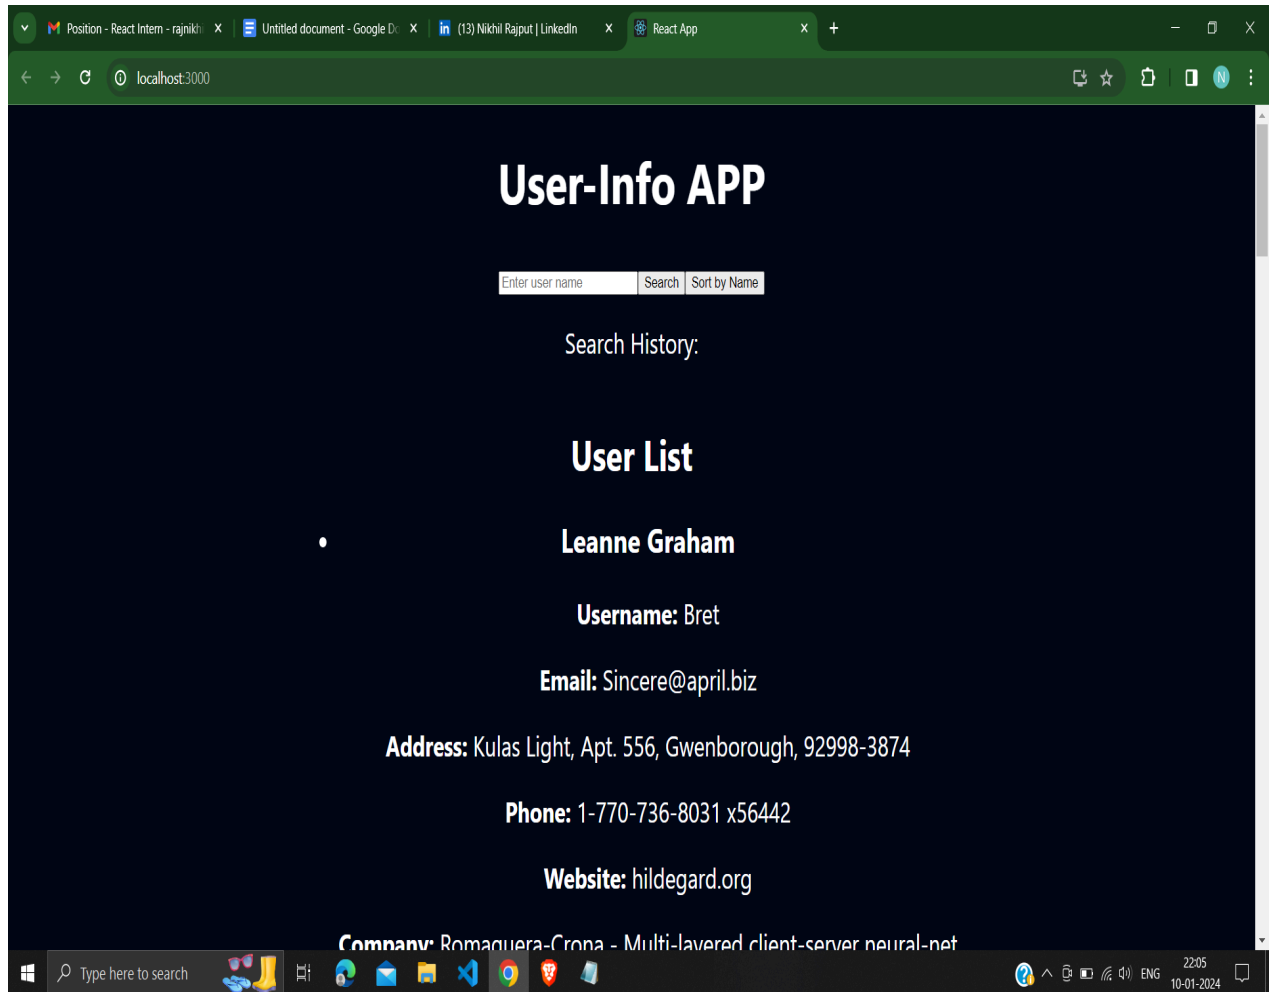 Position - React Intern - rajnikhi
Untitled document - Google Do
(13) Nikhil Rajput | LinkedIn
React App
localhost:3000
N
User-Info APP
Enter user name Search Sort by Name
Search History:
User List
• Leanne Graham
Username: Bret
Email: Sincere@april.biz
Address: Kulas Light, Apt. 556, Gwenborough, 92998-3874
Phone: 1-770-736-8031 x56442
Website: hildegard.org
Company: Romaguera-Crona - Multi-layered client-server neural-net
Type here to search
ENG
22:05
10-01-2024